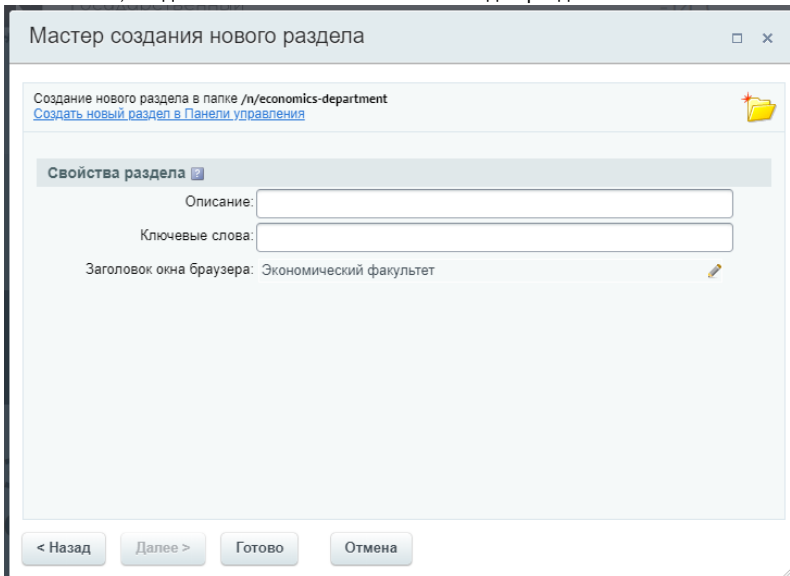 Мастер создания нового раздела
Создание нового раздела в папке /n/economics-department
Создать новый раздел в Панели управления
Свойства раздела ?
Описание:
Ключевые слова:
Заголовок окна браузера: Экономический факультет
< Назад Далее > Готово Отмена